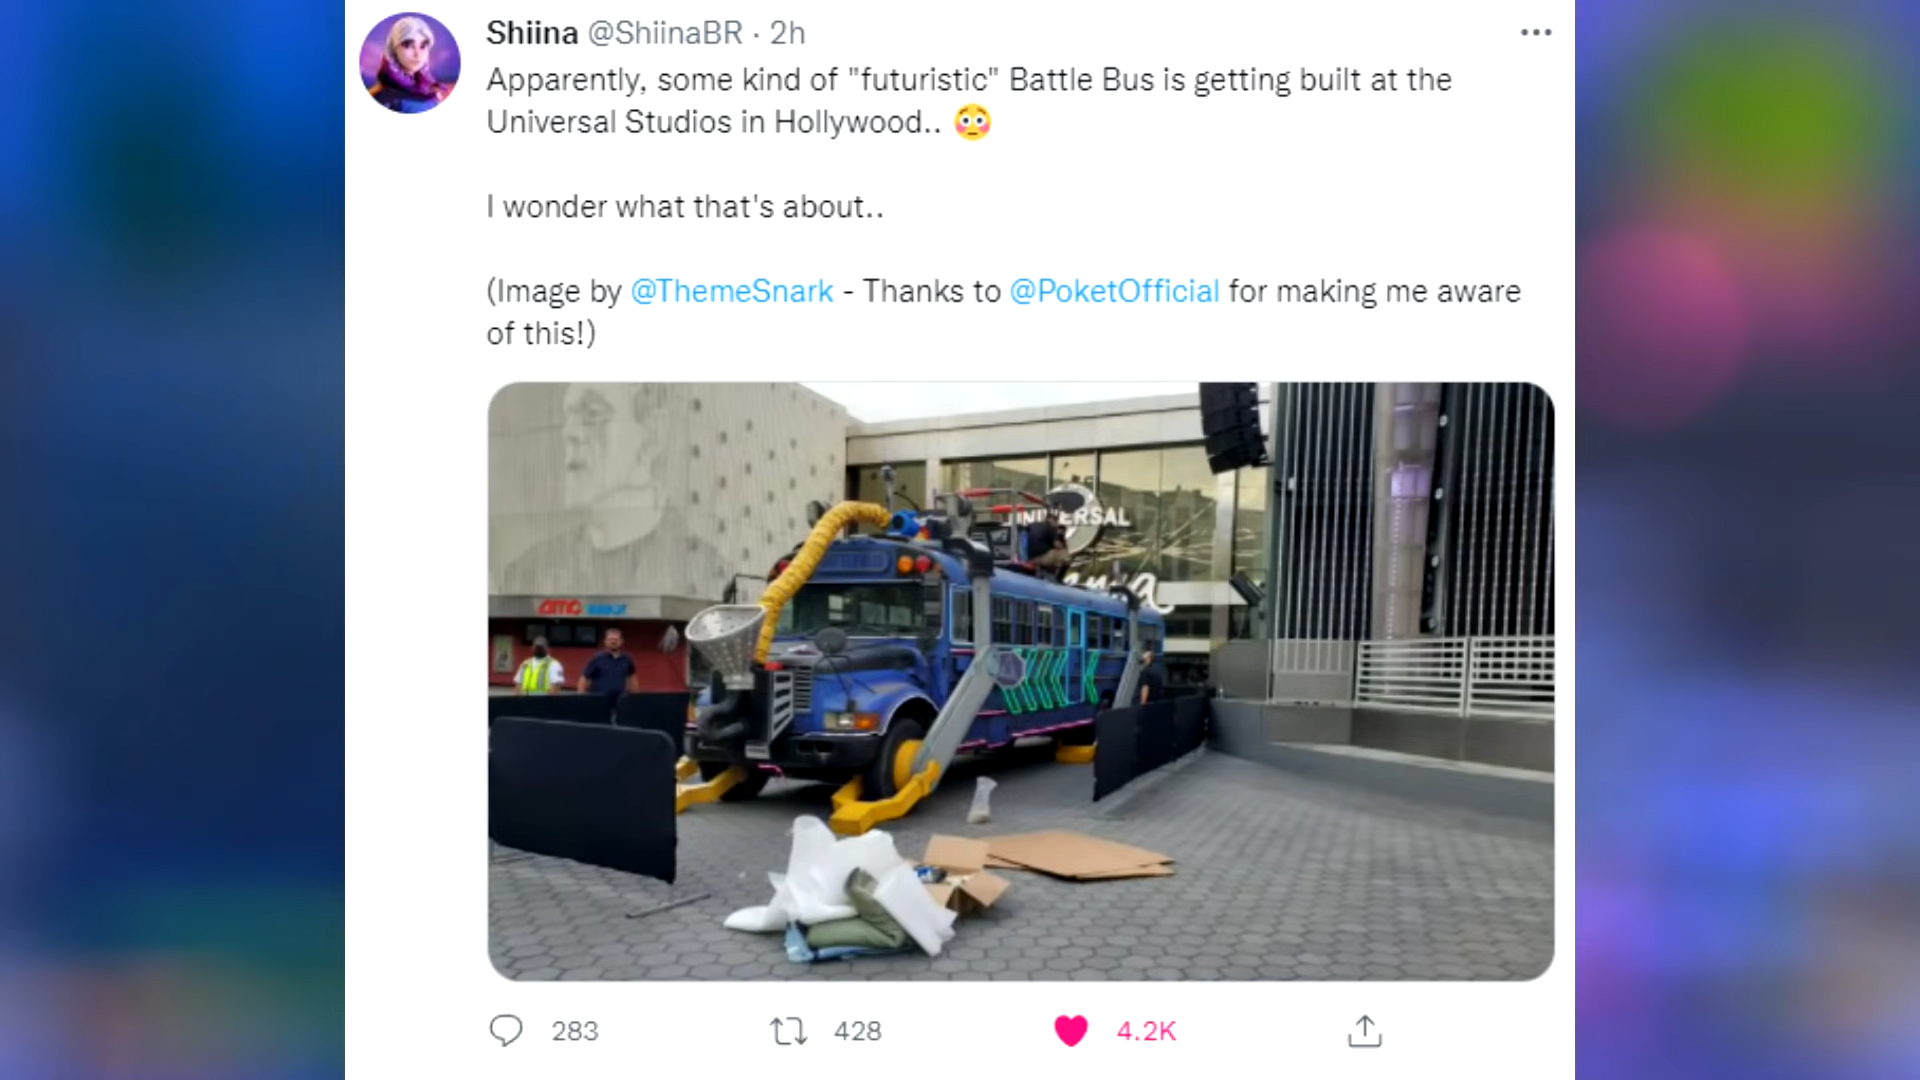 Shiina @ShiinaBR · 2h
Apparently, some kind of "futuristic" Battle Bus is getting built at the
Universal Studios in Hollywood.. 😳
I wonder what that's about..
(Image by @ThemeSnark - Thanks to @PoketOfficial for making me aware
of this!)
UNIVERSAL
AMC
283 428 4.2K